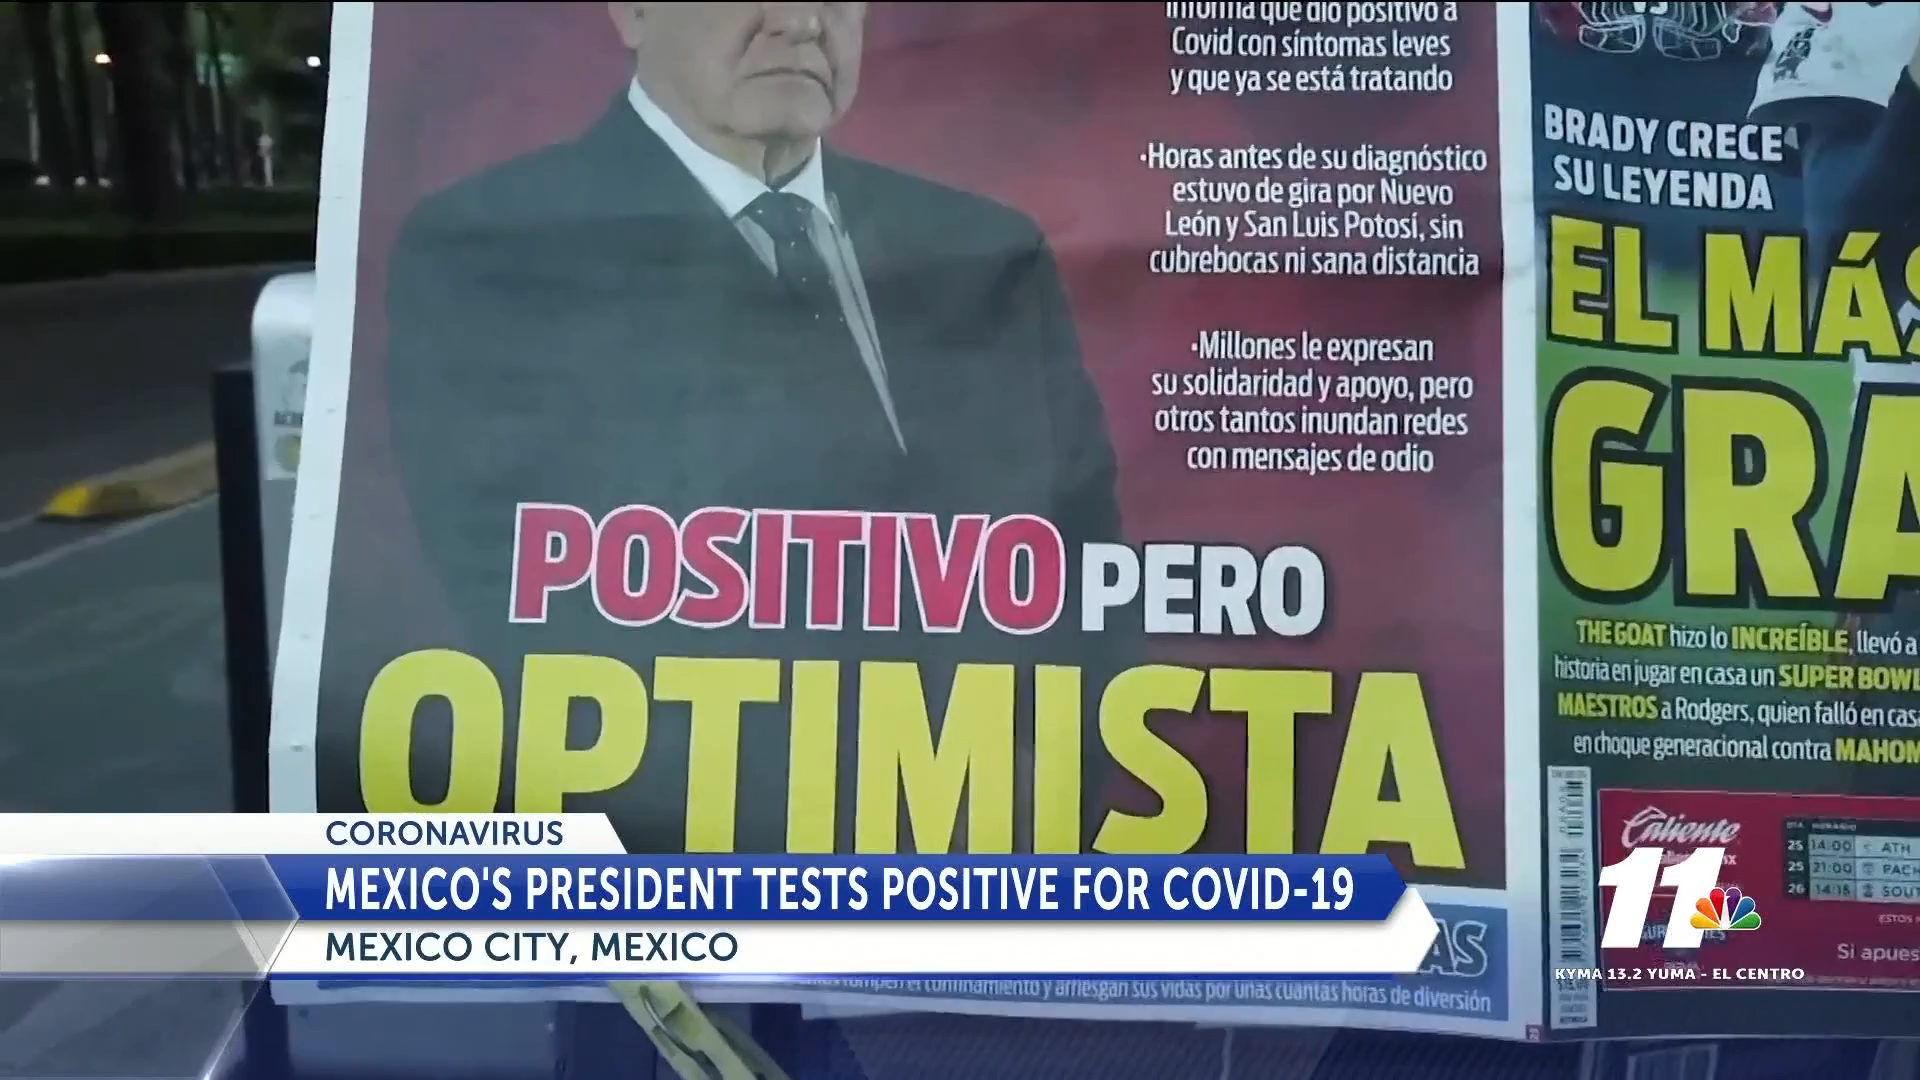 informa que dio positivo a
Covid con síntomas leves
y que ya se está tratando
•Horas antes de su diagnóstico
estuvo de gira por Nuevo
León y San Luis Potosí, sin
cubrebocas ni sana distancia
•Millones le expresan
su solidaridad y apoyo, pero
otros tantos inundan redes
con mensajes de odio
POSITIVO PERO
OPTIMISTA
confinamiento y arriesgan sus vidas por unas cuantas horas de diversión
VS
BRADY CRECE
SU LEYENDA
EL MÁS
GRA
THE GOAT hizo lo INCREÍBLE, llevó a
historia en jugar en casa un SUPER BOWL
MAESTROS a Rodgers, quien falló en casa
en choque generacional contra MAHOM
Caliente
DIA HORARIO
25 14:00 ATH
25 21:00 PACH
26 14:15 SOUT
ESTOS
Si apues
CORONAVIRUS
MEXICO'S PRESIDENT TESTS POSITIVE FOR COVID-19
MEXICO CITY, MEXICO
11
KYMA 13.2 YUMA - EL CENTRO